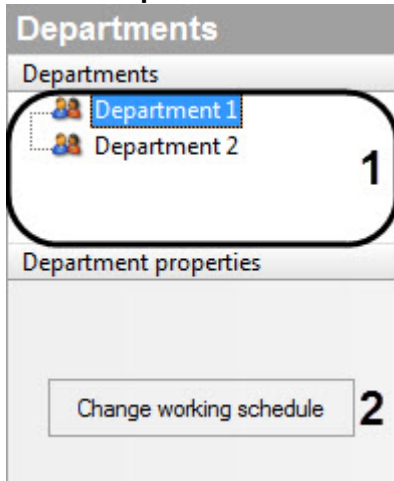 Departments
Departments
Department 1
Department 2
1
Department properties
Change working schedule
2